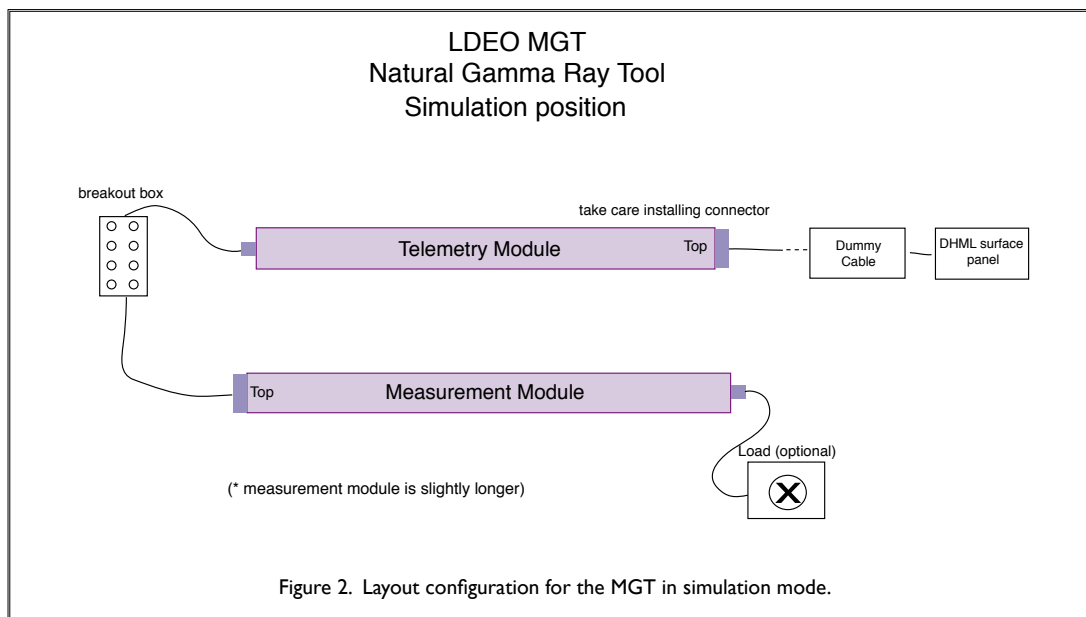 LDEO MGT
Natural Gamma Ray Tool
Simulation position
breakout box
take care installing connector
Telemetry Module
Top
Dummy
Cable
DHML surface
panel
Top
Measurement Module
Load (optional)
(* measurement module is slightly longer)
Figure 2. Layout configuration for the MGT in simulation mode.